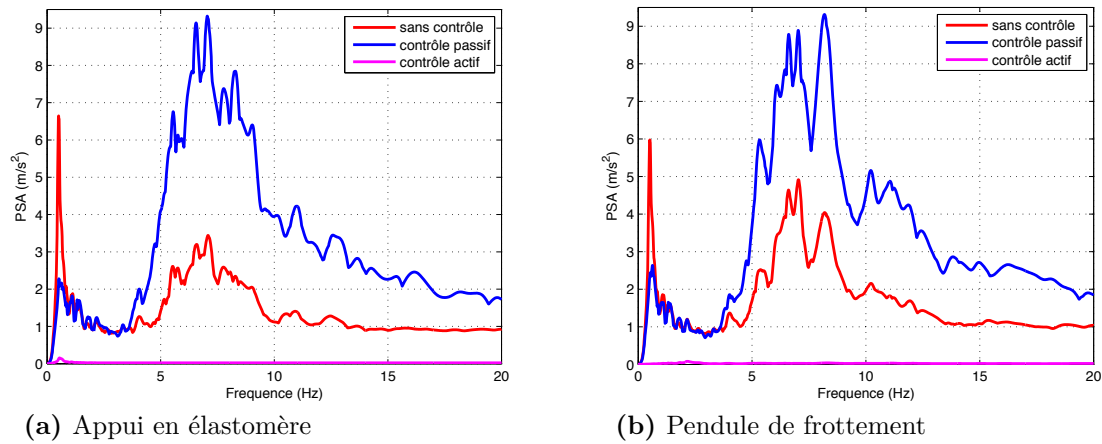 9
8
7
6
5
4
3
2
1
0
PSA (m/s²)
0 5 10 15 20
Frequence (Hz)
sans contrôle
contrôle passif
contrôle actif
(a) Appui en élastomère
9
8
7
6
5
4
3
2
1
0
PSA (m/s²)
0 5 10 15 20
Frequence (Hz)
sans contrôle
contrôle passif
contrôle actif
(b) Pendule de frottement